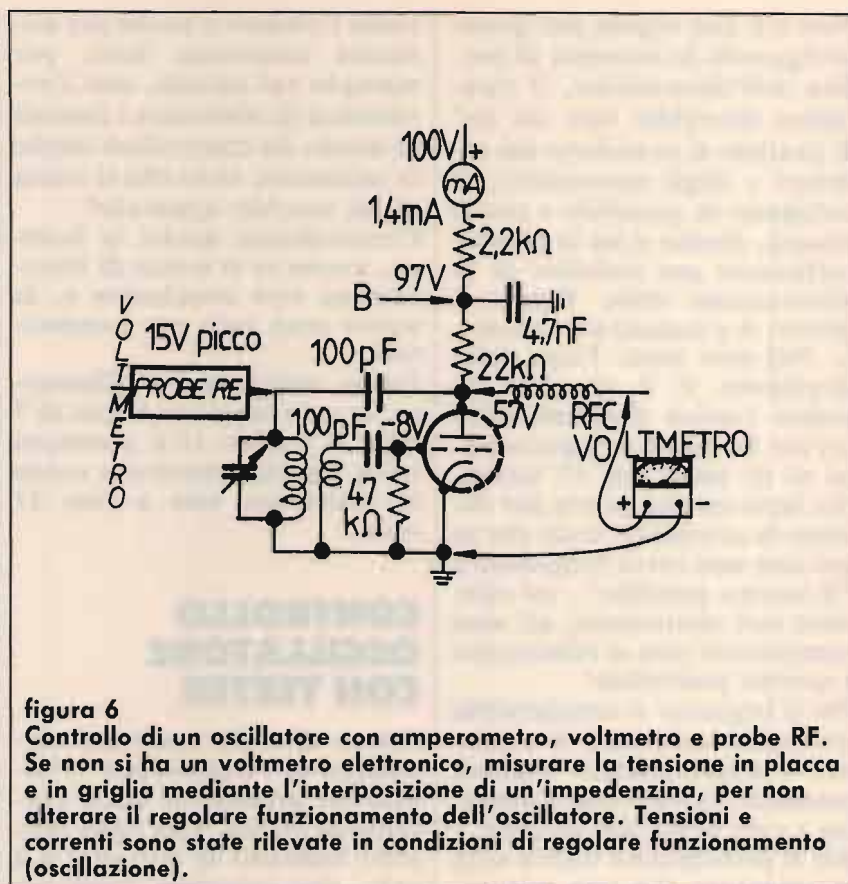 100V +
mA
1,4mA -
2,2kΩ
B 97V
4,7nF
VOLTMETRO
15V picco
PROBE RE
100pF
22kΩ
100pF
-8V
57V
RFC
VOLTMETRO
+ -
47
kΩ
figura 6
Controllo di un oscillatore con amperometro, voltmetro e probe RF.
Se non si ha un voltmetro elettronico, misurare la tensione in placca
e in griglia mediante l'interposizione di un'impedenzina, per non
alterare il regolare funzionamento dell'oscillatore. Tensioni e
correnti sono state rilevate in condizioni di regolare funzionamento
(oscillazione).